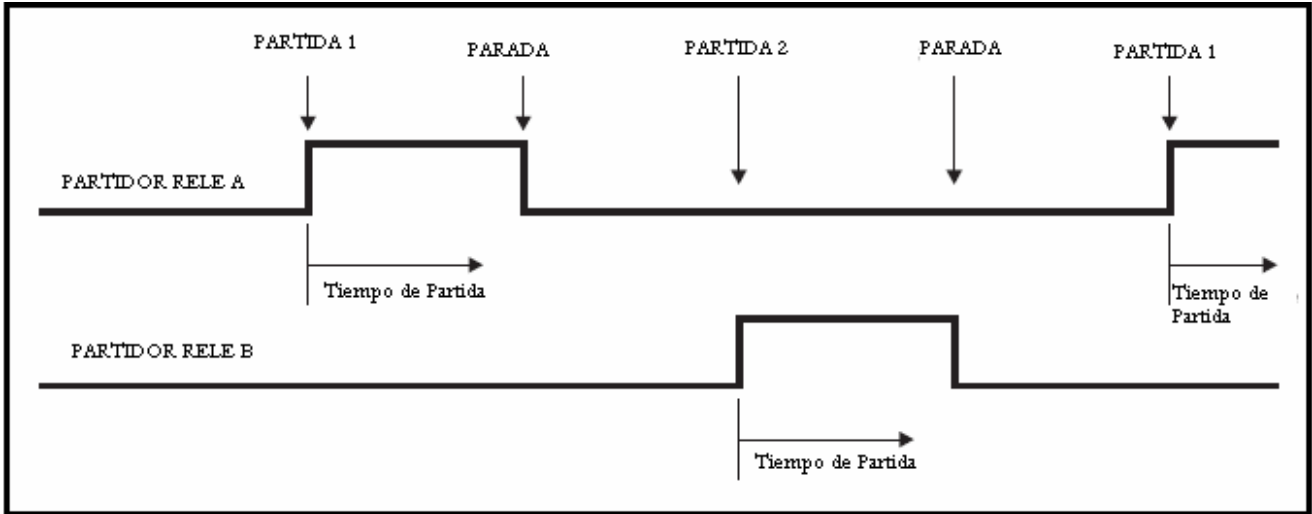 PARTIDA 1
PARADA
PARTIDA 2
PARADA
PARTIDA 1
PARTIDOR RELE A
Tiempo de Partida
Tiempo de
Partida
PARTIDOR RELE B
Tiempo de Partida